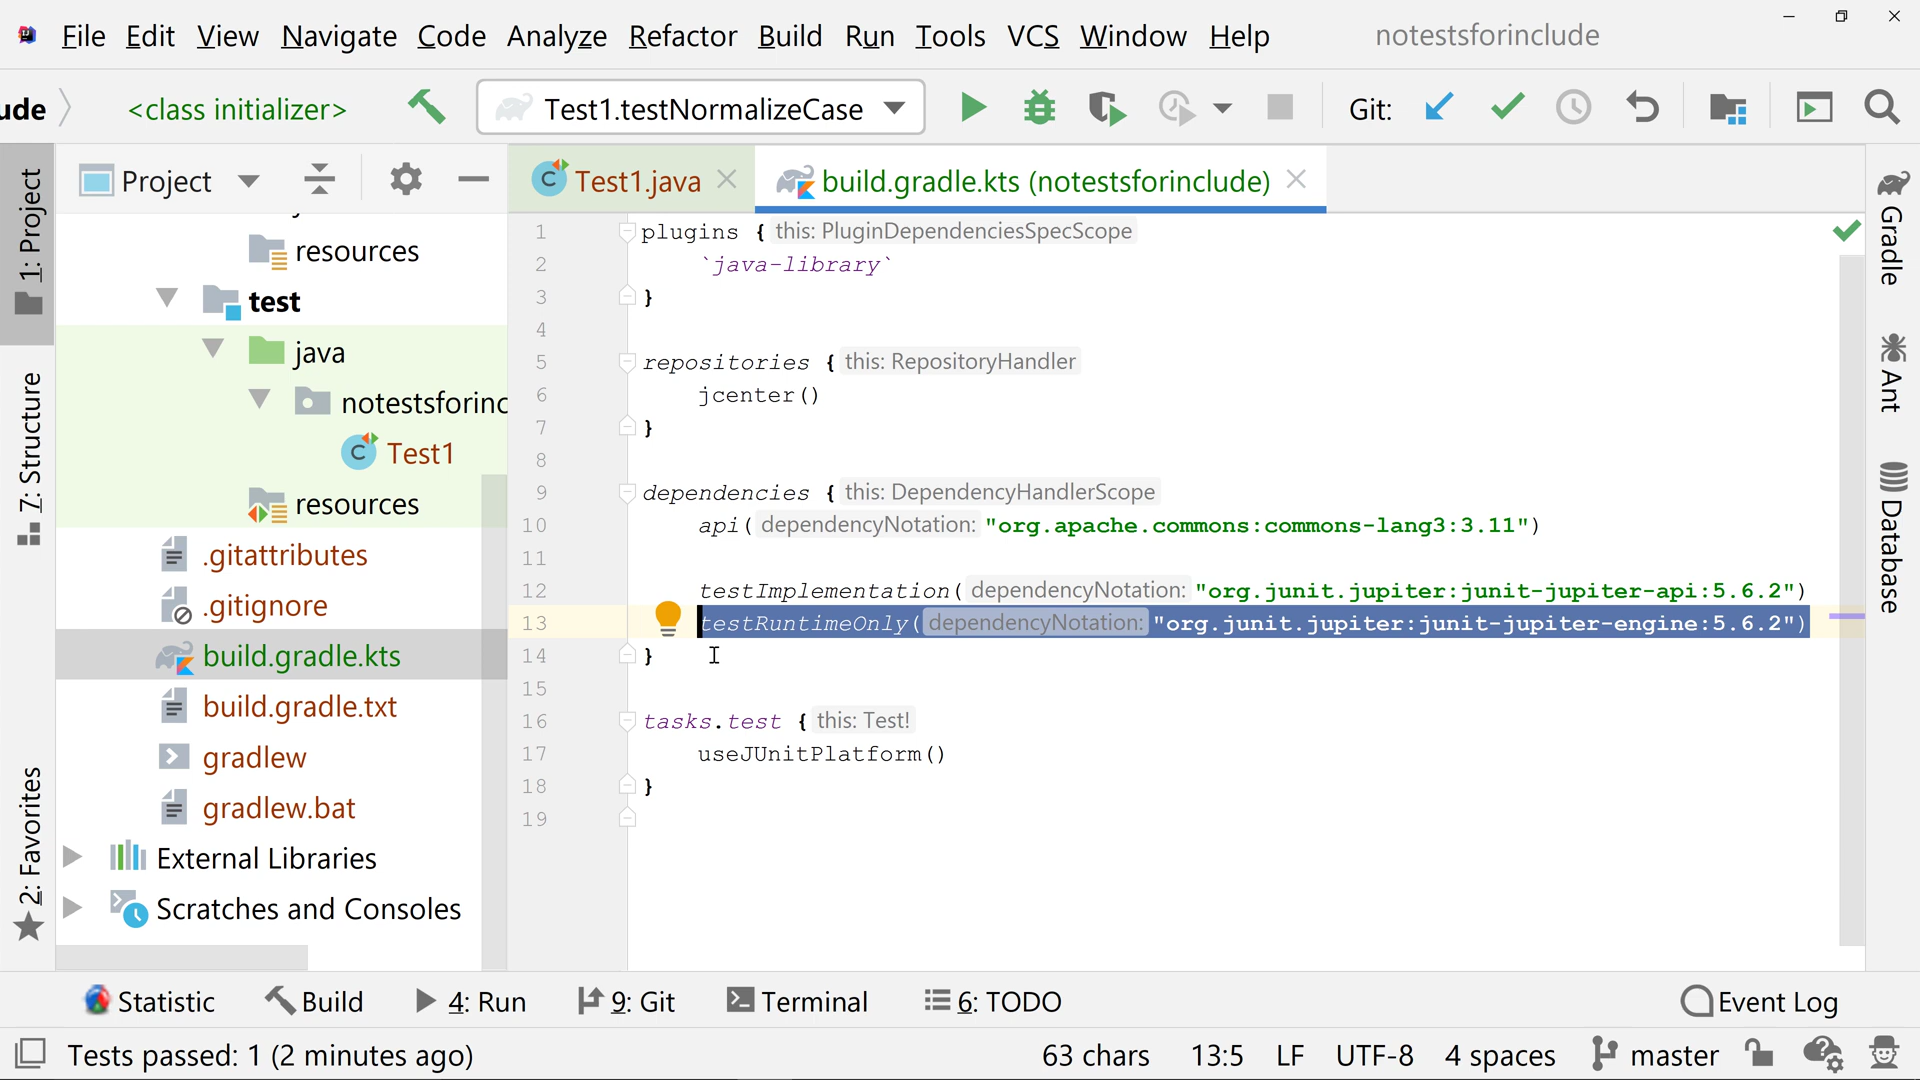 File Edit View Navigate Code Analyze Refactor Build Run Tools VCS Window Help notestsforinclude
ude <class initializer> Test1.testNormalizeCase Git:
1: Project
7: Structure
2: Favorites
Project
resources
test
java
notestsforinc
Test1
resources
.gitattributes
.gitignore
build.gradle.kts
build.gradle.txt
gradlew
gradlew.bat
External Libraries
Scratches and Consoles
Test1.java build.gradle.kts (notestsforinclude)
1 plugins { this: PluginDependenciesSpecScope
2 `java-library`
3 }
4
5 repositories { this: RepositoryHandler
6 jcenter()
7 }
8
9 dependencies { this: DependencyHandlerScope
10 api( dependencyNotation: "org.apache.commons:commons-lang3:3.11")
11
12 testImplementation( dependencyNotation: "org.junit.jupiter:junit-jupiter-api:5.6.2")
13 testRuntimeOnly( dependencyNotation: "org.junit.jupiter:junit-jupiter-engine:5.6.2")
14 }
15
16 tasks.test { this: Test!
17 useJUnitPlatform()
18 }
19
Gradle
Ant
Database
Statistic Build 4: Run 9: Git Terminal 6: TODO Event Log
Tests passed: 1 (2 minutes ago) 63 chars 13:5 LF UTF-8 4 spaces master